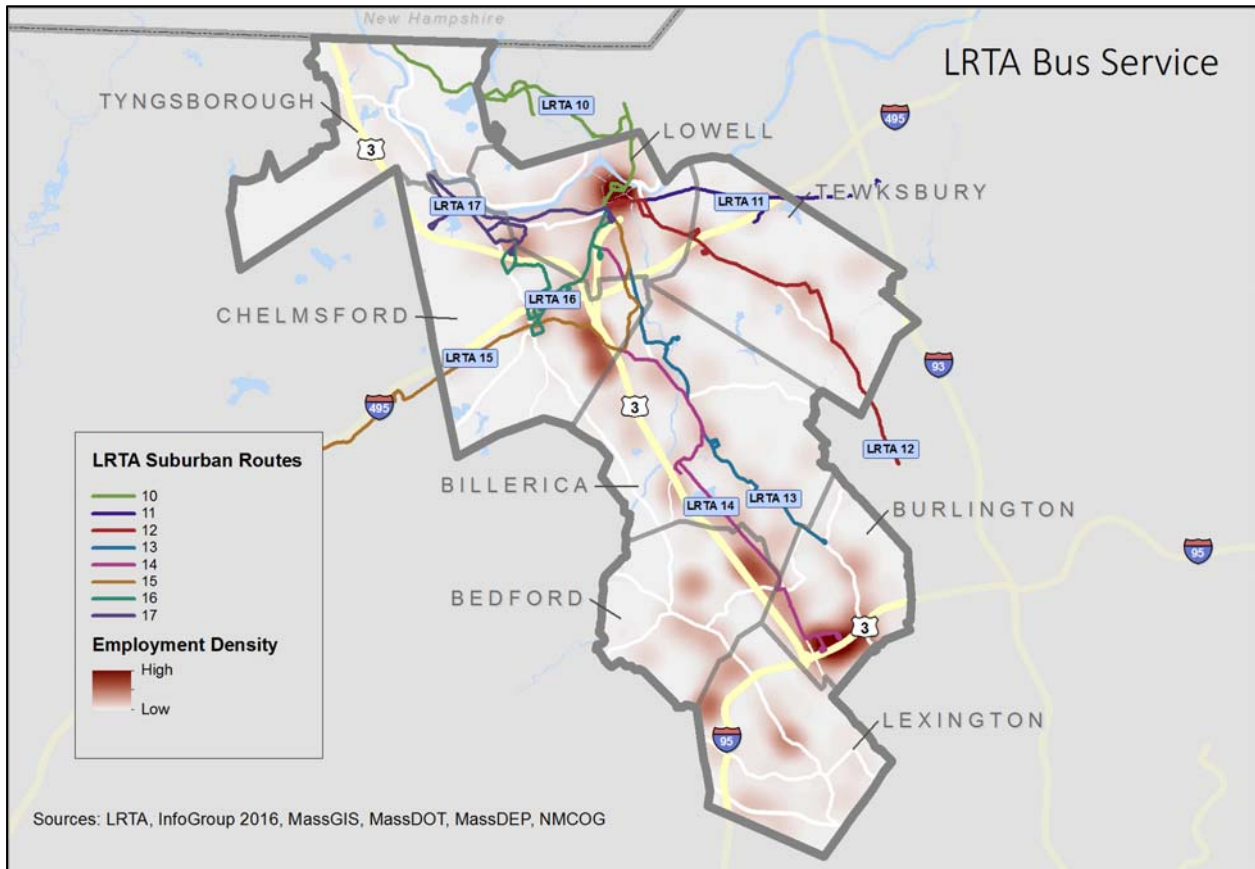 New Hampshire
LRTA Bus Service
TYNGSBOROUGH
LRTA 10
495
LOWELL
3
TEWKSBURY
LRTA 11
LRTA 17
LRTA 16
CHELMSFORD
LRTA 15
93
495
3
LRTA 12
LRTA Suburban Routes
10
11
12
13
14
15
16
17
Employment Density
High
Low
BILLERICA
LRTA 14
LRTA 13
BURLINGTON
95
BEDFORD
3
LEXINGTON
95
Sources: LRTA, InfoGroup 2016, MassGIS, MassDOT, MassDEP, NMCOG